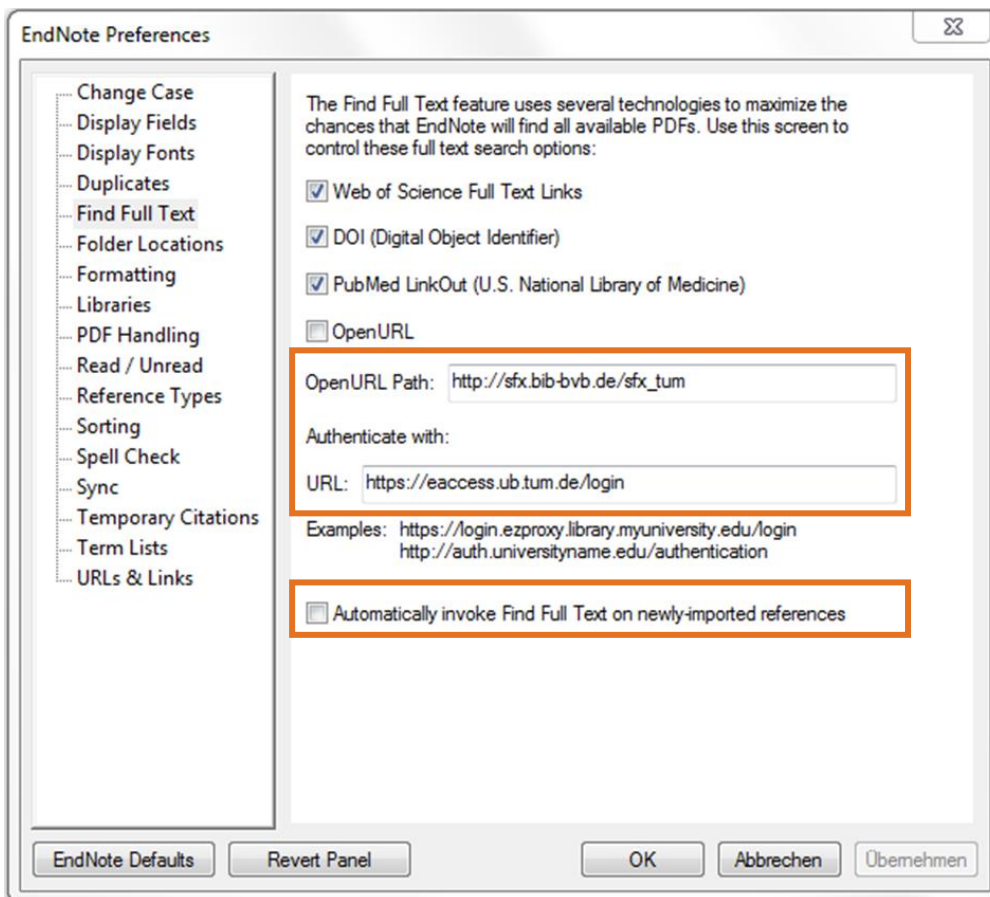 EndNote Preferences
Change Case
Display Fields
Display Fonts
Duplicates
Find Full Text
Folder Locations
Formatting
Libraries
PDF Handling
Read / Unread
Reference Types
Sorting
Spell Check
Sync
Temporary Citations
Term Lists
URLs & Links
The Find Full Text feature uses several technologies to maximize the
chances that EndNote will find all available PDFs. Use this screen to
control these full text search options:
Web of Science Full Text Links
DOI (Digital Object Identifier)
PubMed LinkOut (U.S. National Library of Medicine)
OpenURL
OpenURL Path: http://sfx.bib-bvb.de/sfx_tum
Authenticate with:
URL: https://eaccess.ub.tum.de/login
Examples: https://login.ezproxy.library.myuniversity.edu/login
http://auth.universityname.edu/authentication
Automatically invoke Find Full Text on newly-imported references
EndNote Defaults Revert Panel OK Abbrechen Übernehmen